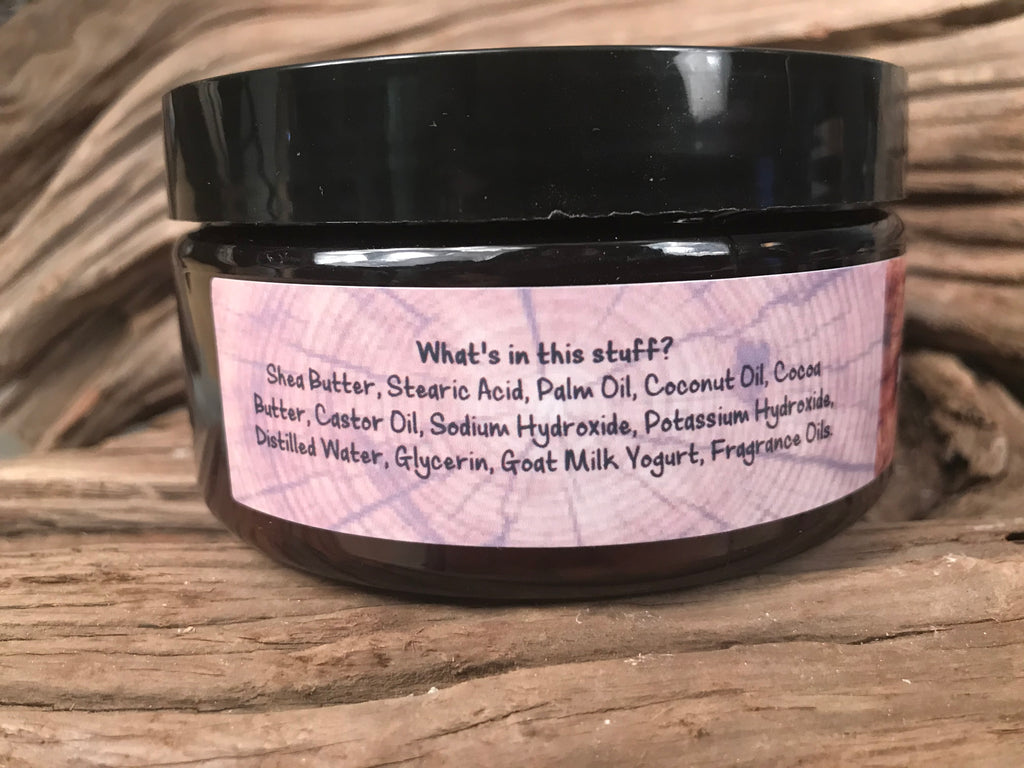 What's in this stuff?
Shea Butter, Stearic Acid, Palm Oil, Coconut Oil, Cocoa
Butter, Castor Oil, Sodium Hydroxide, Potassium Hydroxide,
Distilled Water, Glycerin, Goat Milk Yogurt, Fragrance Oils